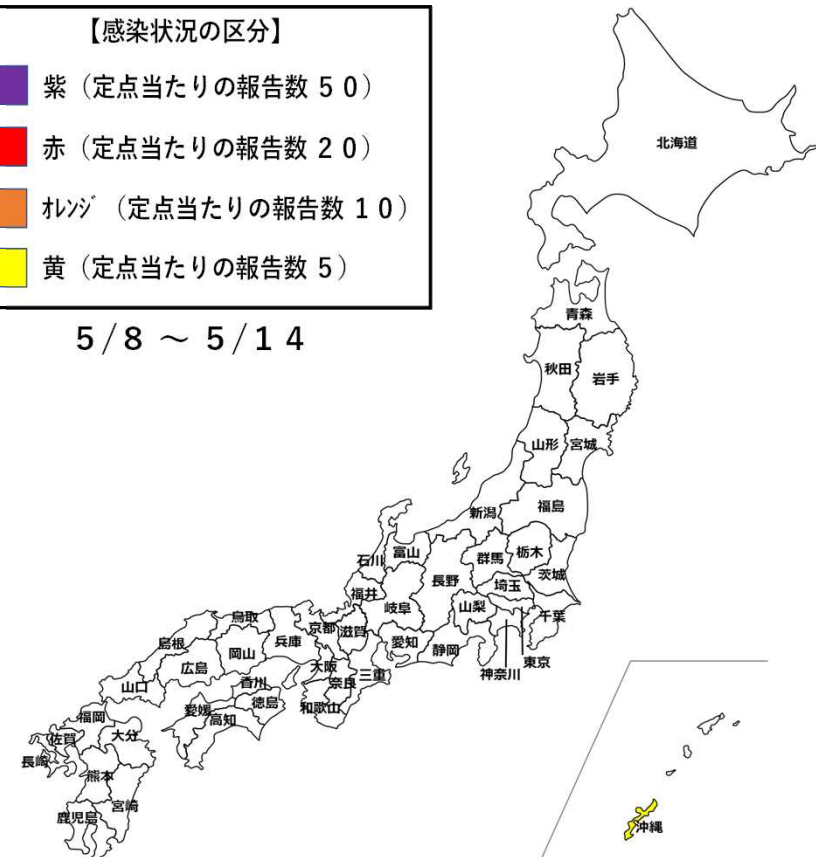 【感染状況の区分】
紫（定点当たりの報告数５０）
赤（定点当たりの報告数２０）
ｵﾚﾝｼﾞ（定点当たりの報告数１０）
黄（定点当たりの報告数５）
5/8 ～ 5/14
北海道
青森
秋田
岩手
山形
宮城
福島
新潟
石川
富山
群馬
栃木
茨城
福井
長野
埼玉
岐阜
山梨
千葉
鳥取
京都
滋賀
愛知
静岡
神奈川
東京
島根
岡山
兵庫
広島
大阪
奈良
三重
山口
香川
徳島
和歌山
愛媛
高知
福岡
佐賀
大分
長崎
熊本
宮崎
鹿児島
沖縄